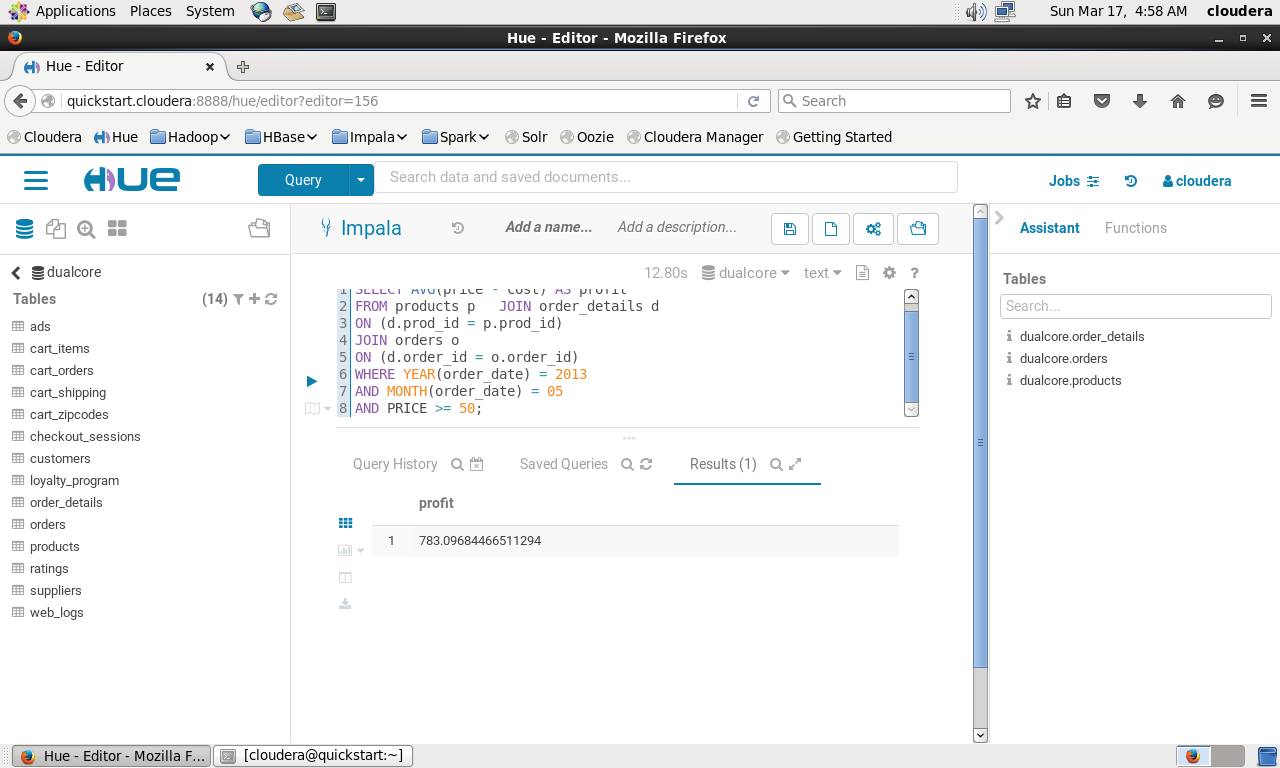 Applications Places System Sun Mar 17, 4:58 AM cloudera
Hue - Editor - Mozilla Firefox
Hue - Editor
quickstart.cloudera:8888/hue/editor?editor=156 Search
Cloudera Hue Hadoop HBase Impala Spark Solr Oozie Cloudera Manager Getting Started
HUE Query Search data and saved documents... Jobs cloudera
Impala Add a name... Add a description... Assistant Functions
dualcore
12.80s dualcore text ?
Tables (14)
ads
cart_items
cart_orders
cart_shipping
cart_zipcodes
checkout_sessions
customers
loyalty_program
order_details
orders
products
ratings
suppliers
web_logs
1 SELECT AVG(price - cost) AS profit
2 FROM products p   JOIN order_details d
3 ON (d.prod_id = p.prod_id)
4 JOIN orders o
5 ON (d.order_id = o.order_id)
6 WHERE YEAR(order_date) = 2013
7 AND MONTH(order_date) = 05
8 AND PRICE >= 50;
Query History Saved Queries Results (1)
profit
1 783.09684466511294
Tables
Search...
dualcore.order_details
dualcore.orders
dualcore.products
Hue - Editor - Mozilla F... [cloudera@quickstart:~]